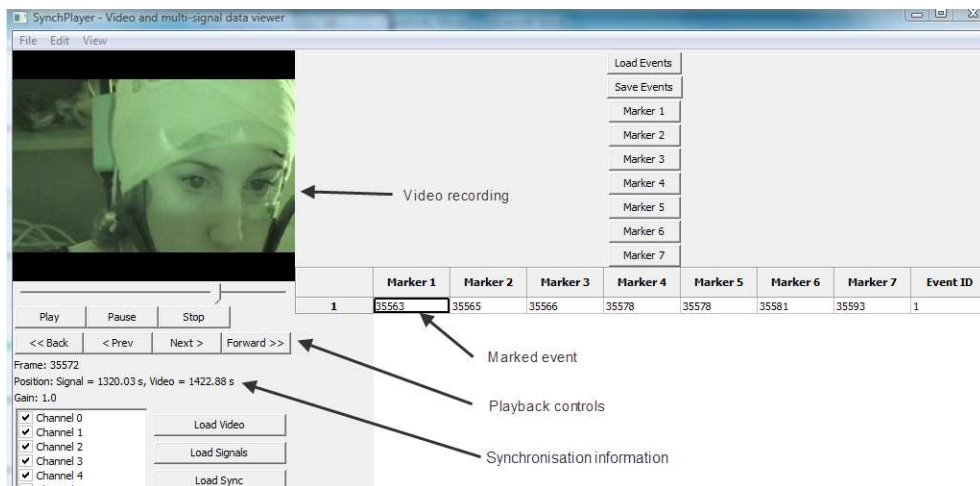 SynchPlayer - Video and multi-signal data viewer
File Edit View
Load Events
Save Events
Marker 1
Marker 2
Marker 3
Marker 4
Marker 5
Marker 6
Marker 7
Video recording
Marker 1 Marker 2 Marker 3 Marker 4 Marker 5 Marker 6 Marker 7 Event ID
1 35563 35565 35566 35578 35578 35581 35593 1
Play Pause Stop
<< Back < Prev Next > Forward >>
Marked event
Frame: 35572
Position: Signal = 1320.03 s, Video = 1422.88 s
Gain: 1.0
Playback controls
Channel 0
Channel 1
Channel 2
Channel 3
Channel 4
Load Video
Load Signals
Load Sync
Synchronisation information